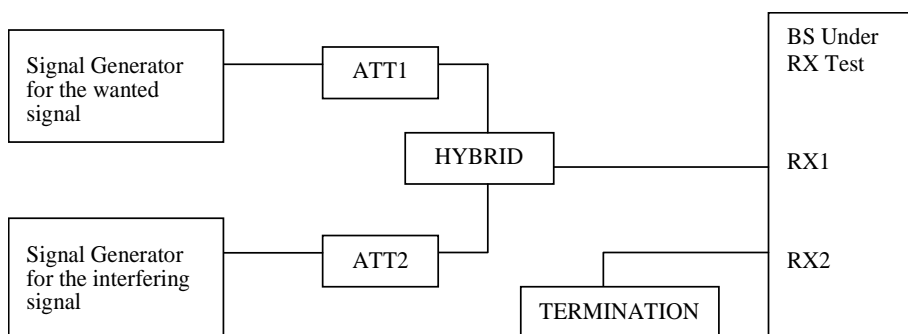 Signal Generator
for the wanted
signal
ATT1
HYBRID
BS Under
RX Test
RX1
Signal Generator
for the interfering
signal
ATT2
RX2
TERMINATION